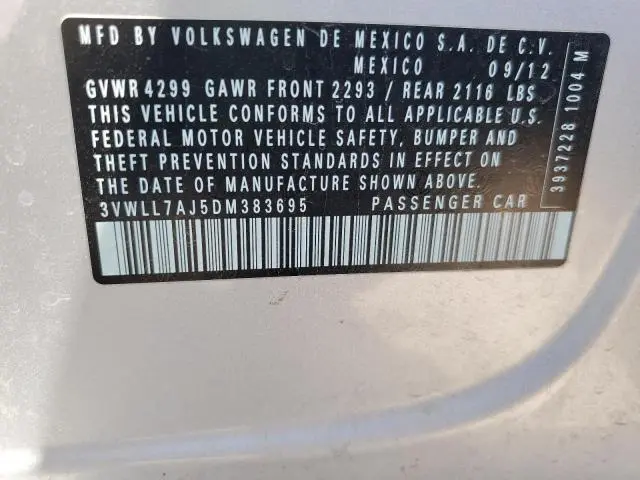 MFD BY VOLKSWAGEN DE MEXICO S.A. DE C.V.
MEXICO 09/12
GVWR 4299 GAWR FRONT 2293 / REAR 2116 LBS
THIS VEHICLE CONFORMS TO ALL APPLICABLE U.S.
FEDERAL MOTOR VEHICLE SAFETY, BUMPER AND
THEFT PREVENTION STANDARDS IN EFFECT ON
THE DATE OF MANUFACTURE SHOWN ABOVE.
3VWLL7AJ5DM383695 PASSENGER CAR
3937228 1004 M